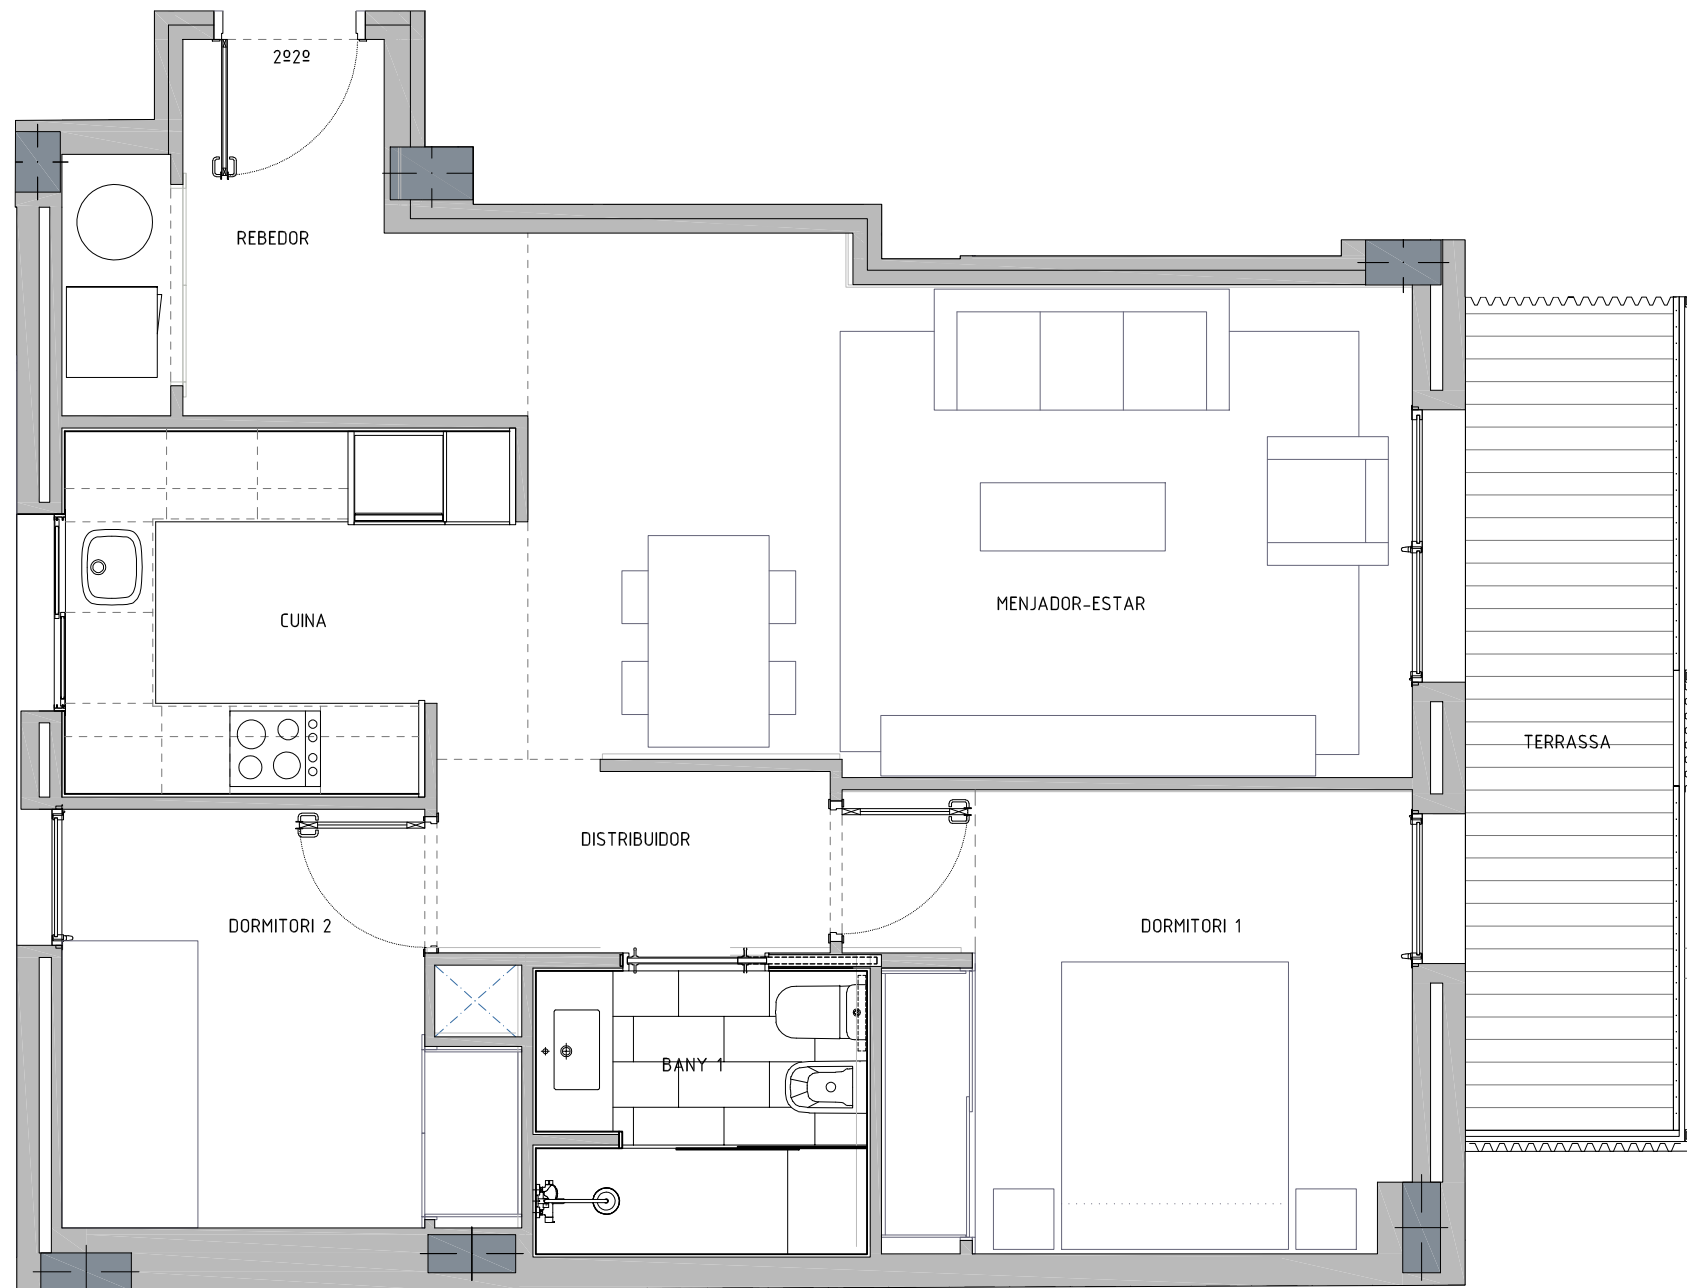 2º2º
REBEDOR
CUINA
MENJADOR-ESTAR
TERRASSA
DISTRIBUIDOR
DORMITORI 2
DORMITORI 1
BANY 1